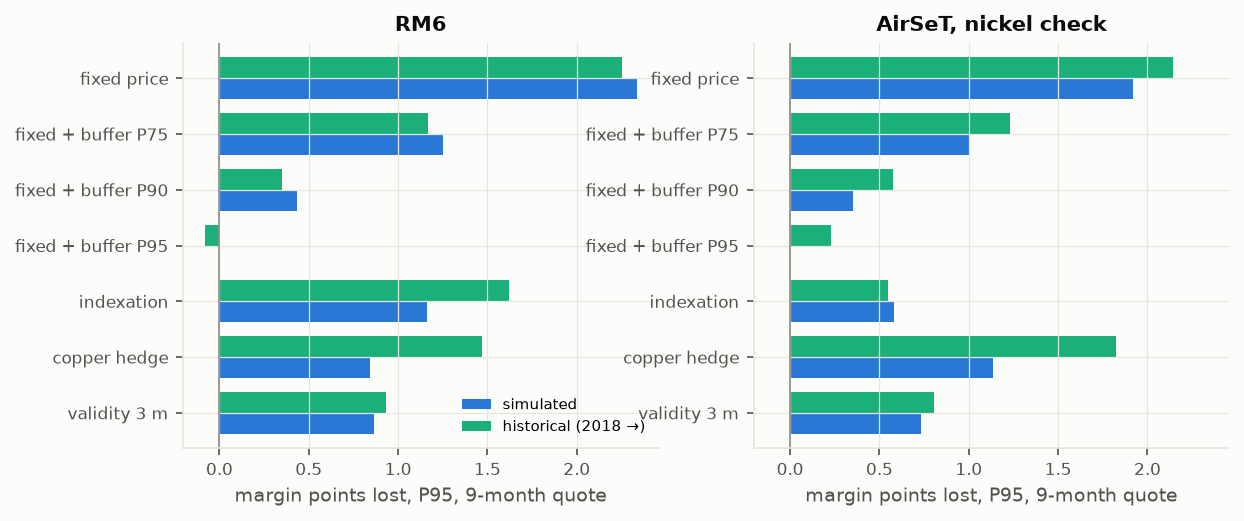 RM6
fixed price
fixed + buffer P75
fixed + buffer P90
fixed + buffer P95
indexation
copper hedge
validity 3 m
simulated
historical (2018 →)
0.0 0.5 1.0 1.5 2.0
margin points lost, P95, 9-month quote
AirSeT, nickel check
fixed price
fixed + buffer P75
fixed + buffer P90
fixed + buffer P95
indexation
copper hedge
validity 3 m
0.0 0.5 1.0 1.5 2.0
margin points lost, P95, 9-month quote